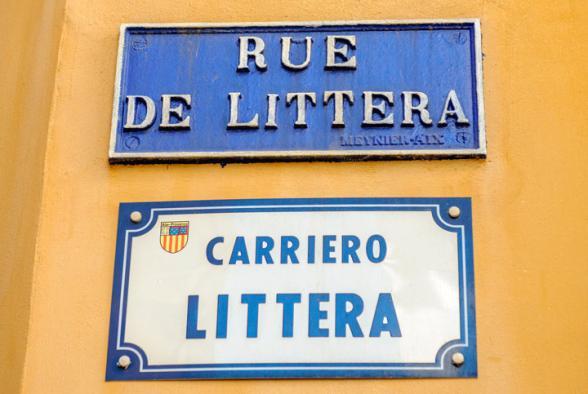 RUE
DE LITTERA
MEYNIER-AIX
CARRIERO
LITTERA